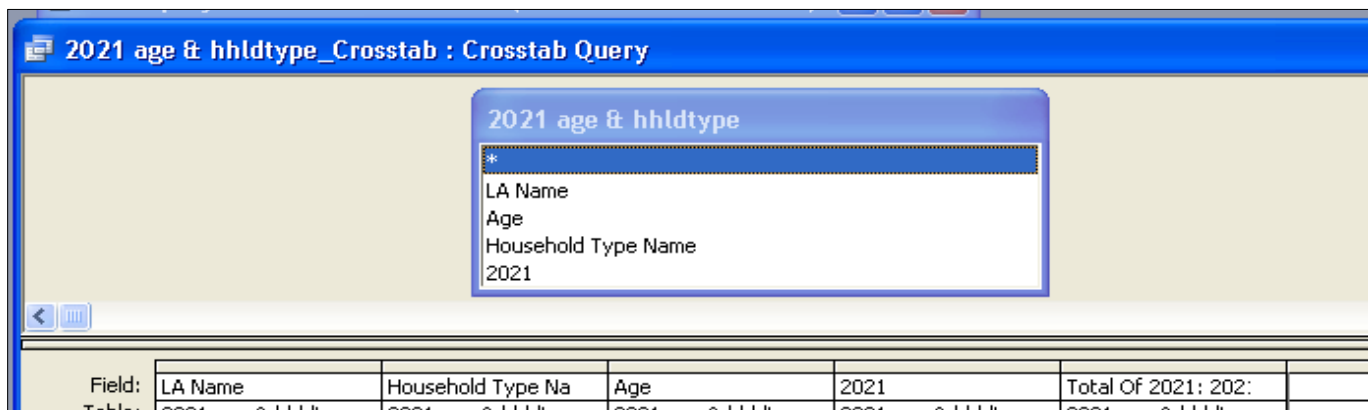 2021 age & hhldtype_Crosstab : Crosstab Query
2021 age & hhldtype
*
LA Name
Age
Household Type Name
2021
Field: LA Name Household Type Na Age 2021 Total Of 2021: 202: